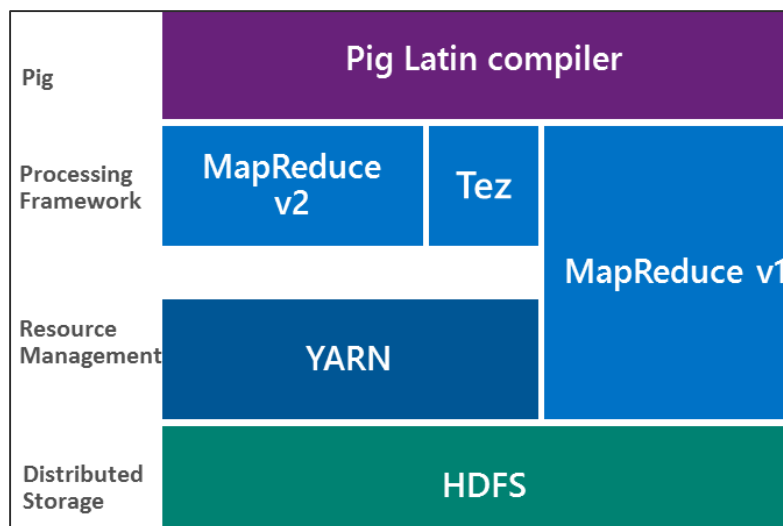 Pig
Pig Latin compiler
Processing
Framework
MapReduce
v2
Tez
MapReduce v1
Resource
Management
YARN
Distributed
Storage
HDFS